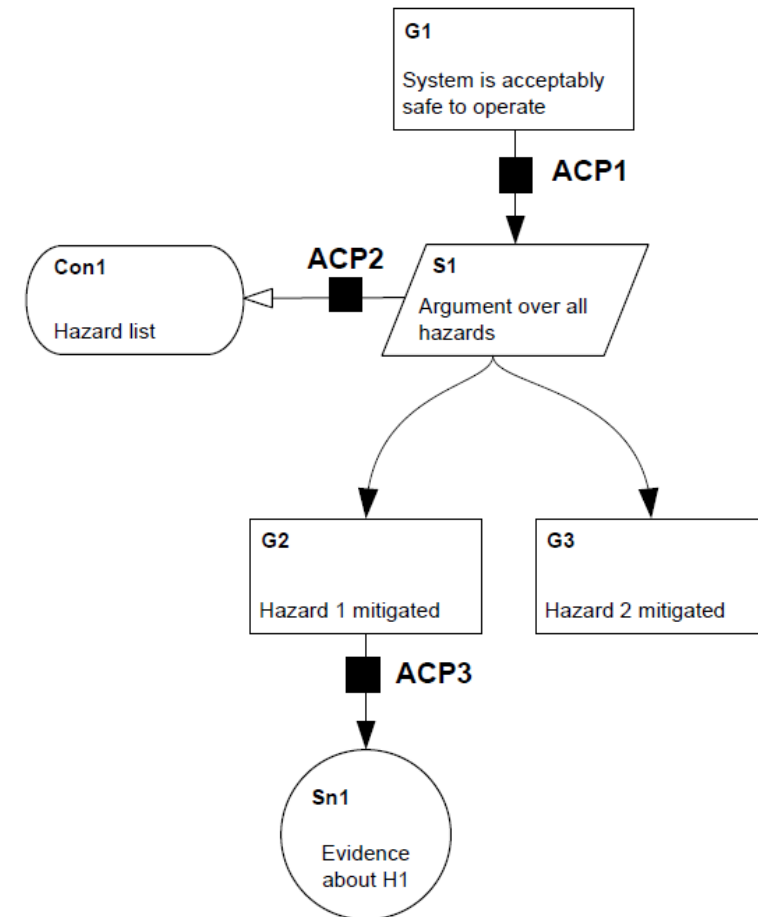 G1
System is acceptably
safe to operate
ACP1
ACP2
Con1
Hazard list
S1
Argument over all
hazards
G2
Hazard 1 mitigated
G3
Hazard 2 mitigated
ACP3
Sn1
Evidence
about H1